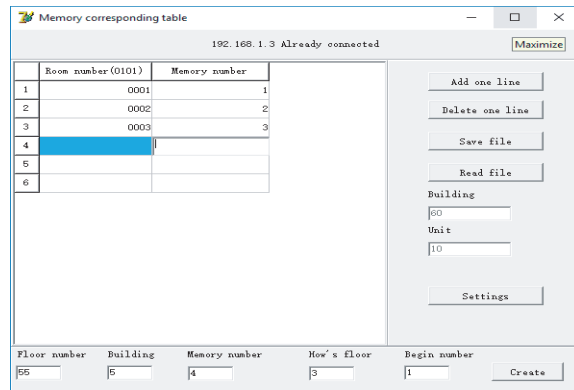 Memory corresponding table
192.168.1.3 Already connected
Maximize
Room number(0101) Memory number
1 0001 1
2 0002 2
3 0003 3
4
5
6
Add one line
Delete one line
Save file
Read file
Building
60
Unit
10
Settings
Floor number Building Memory number How's floor Begin number
55 5 4 3 1 Create